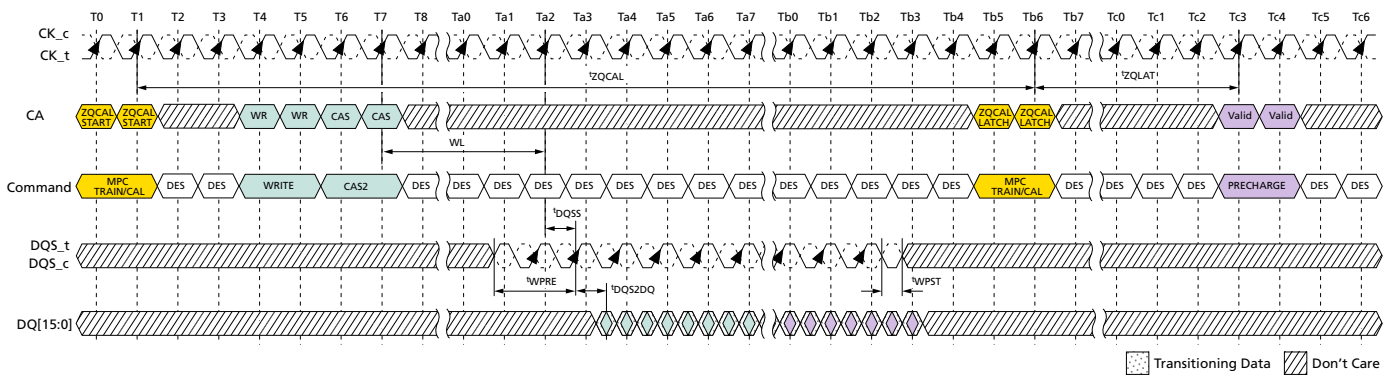 T0 T1 T2 T3 T4 T5 T6 T7 T8 Ta0 Ta1 Ta2 Ta3 Ta4 Ta5 Ta6 Ta7 Tb0 Tb1 Tb2 Tb3 Tb4 Tb5 Tb6 Tb7 Tc0 Tc1 Tc2 Tc3 Tc4 Tc5 Tc6
CK_c
CK_t
tZQCAL tZQLAT
CA ZQCAL START ZQCAL START WR WR CAS CAS ZQCAL LATCH ZQCAL LATCH Valid Valid
WL
Command MPC TRAIN/CAL DES DES WRITE CAS2 DES DES DES DES DES DES DES DES DES DES DES DES DES DES MPC TRAIN/CAL DES DES DES DES PRECHARGE DES DES
tDQSS
DQS_t
DQS_c
tWPRE tDQS2DQ tWPST
DQ[15:0]
Transitioning Data Don't Care